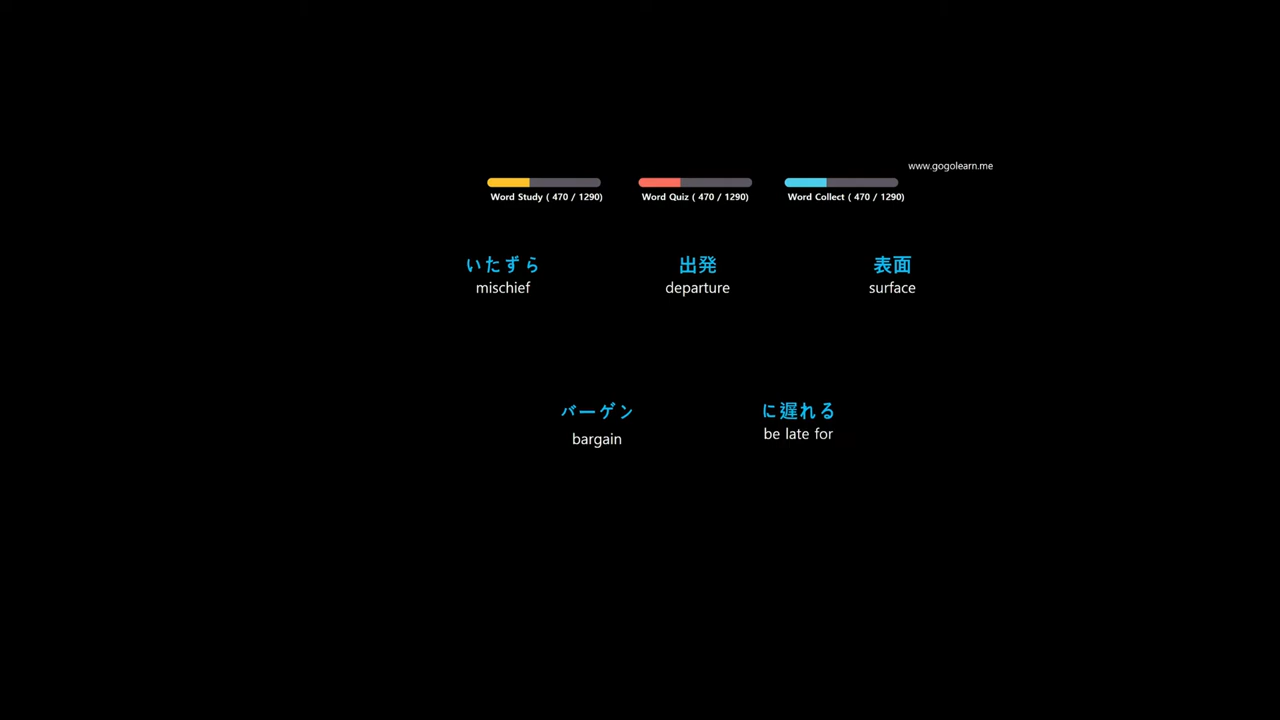 www.gogolearn.me
Word Study ( 470 / 1290)
Word Quiz ( 470 / 1290)
Word Collect ( 470 / 1290)
いたずら
mischief
出発
departure
表面
surface
バーゲン
bargain
に遅れる
be late for